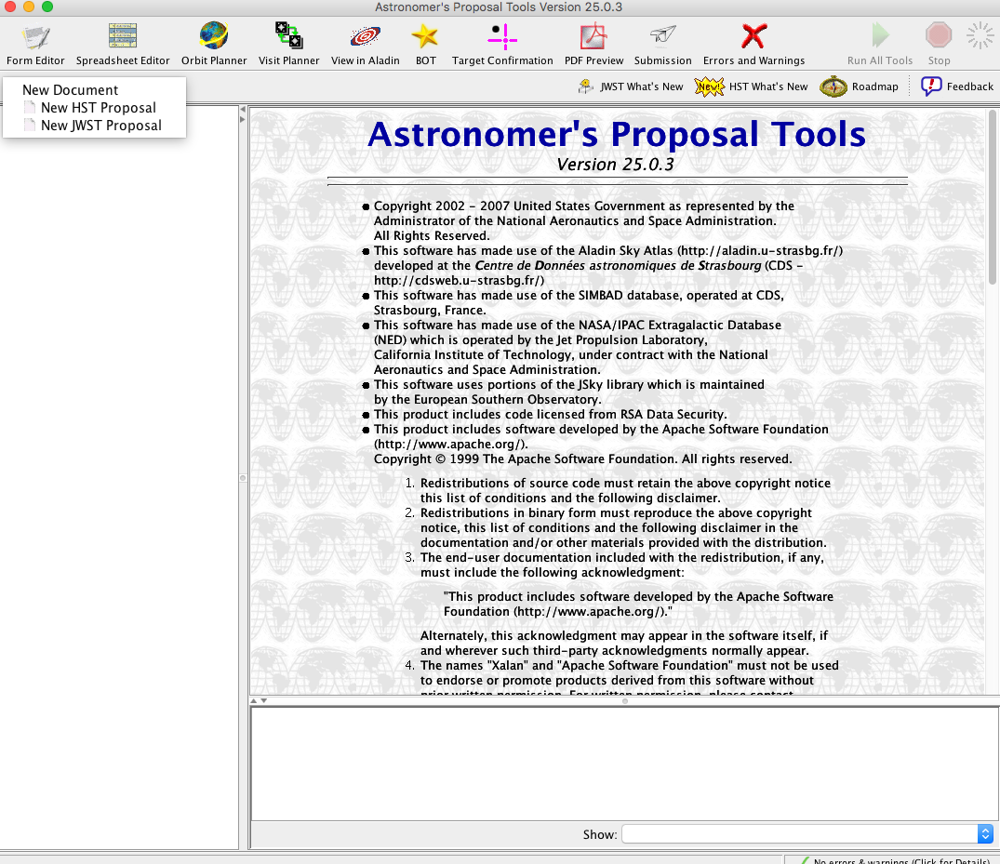 Astronomer's Proposal Tools Version 25.0.3
Form Editor Spreadsheet Editor Orbit Planner Visit Planner View in Aladin BOT Target Confirmation PDF Preview Submission Errors and Warnings Run All Tools Stop
New Document
New HST Proposal
New JWST Proposal
JWST What's New New! HST What's New Roadmap Feedback
Astronomer's Proposal Tools
Version 25.0.3
● Copyright 2002 - 2007 United States Government as represented by the
Administrator of the National Aeronautics and Space Administration.
All Rights Reserved.
● This software has made use of the Aladin Sky Atlas (http://aladin.u-strasbg.fr/)
developed at the Centre de Données astronomiques de Strasbourg (CDS -
http://cdsweb.u-strasbg.fr/)
● This software has made use of the SIMBAD database, operated at CDS,
Strasbourg, France.
● This software has made use of the NASA/IPAC Extragalactic Database
(NED) which is operated by the Jet Propulsion Laboratory,
California Institute of Technology, under contract with the National
Aeronautics and Space Administration.
● This software uses portions of the JSky library which is maintained
by the European Southern Observatory.
● This product includes code licensed from RSA Data Security.
● This product includes software developed by the Apache Software Foundation
(http://www.apache.org/).
Copyright © 1999 The Apache Software Foundation. All rights reserved.
1. Redistributions of source code must retain the above copyright notice
this list of conditions and the following disclaimer.
2. Redistributions in binary form must reproduce the above copyright
notice, this list of conditions and the following disclaimer in the
documentation and/or other materials provided with the distribution.
3. The end-user documentation included with the redistribution, if any,
must include the following acknowledgment:
"This product includes software developed by the Apache Software
Foundation (http://www.apache.org/)."
Alternately, this acknowledgment may appear in the software itself, if
and wherever such third-party acknowledgments normally appear.
4. The names "Xalan" and "Apache Software Foundation" must not be used
to endorse or promote products derived from this software without
prior written permission. For written permission, please contact
Show:
No errors & warnings (Click for Details)